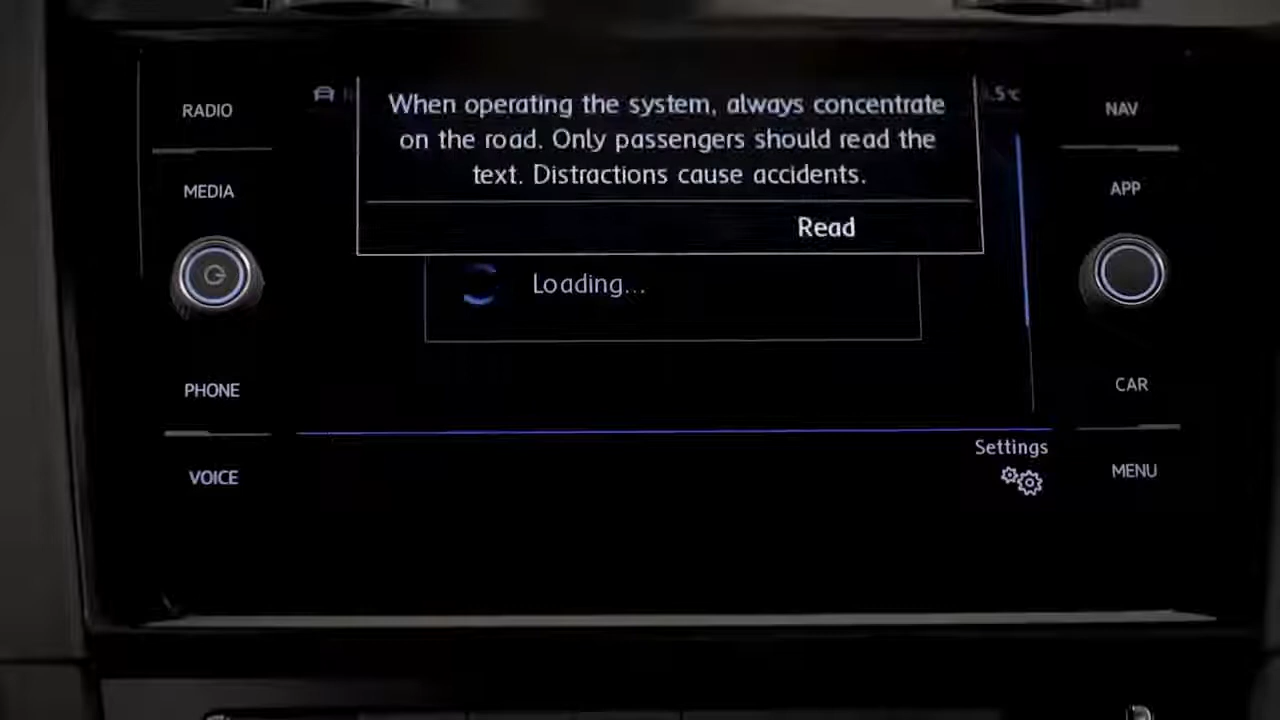 RADIO
MEDIA
PHONE
VOICE
When operating the system, always concentrate
on the road. Only passengers should read the
text. Distractions cause accidents.
Read
Loading...
Settings
.5°C
NAV
APP
CAR
MENU